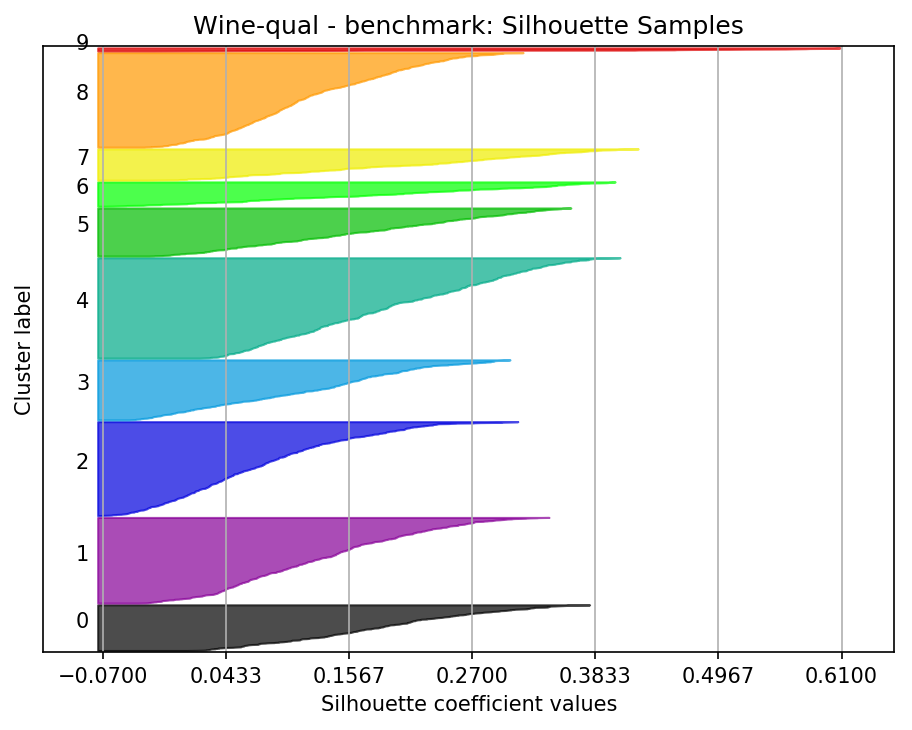 Wine-qual - benchmark: Silhouette Samples
9
8
7
6
5
4
3
2
1
0
Cluster label
−0.0700 0.0433 0.1567 0.2700 0.3833 0.4967 0.6100
Silhouette coefficient values